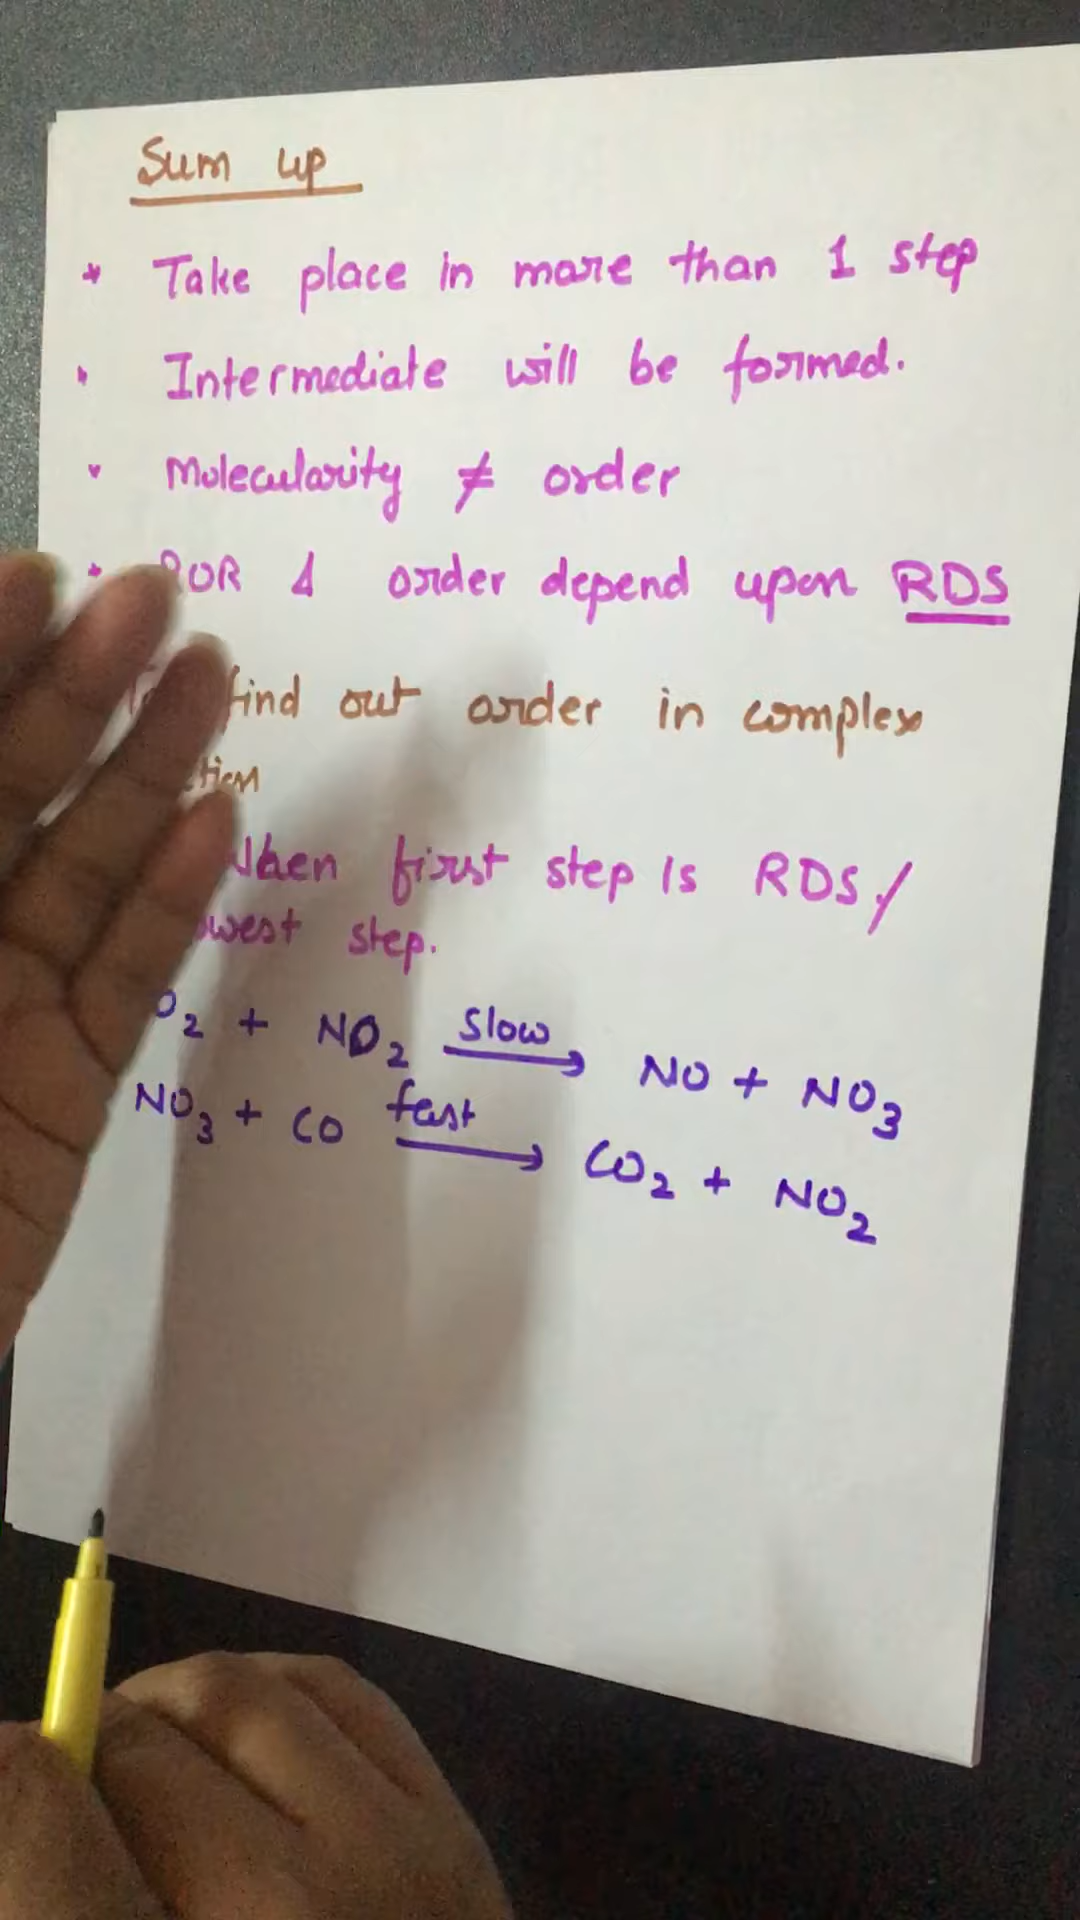 Sum up
* Take place in more than 1 step
Intermediate will be formed.
Molecularity ≠ order
ROR & order depend upon RDS
find out order in complex
When first step is RDS/
step.
O₂ + NO₂ slow→ NO + NO₃
NO₃ + CO fast→ CO₂ + NO₂